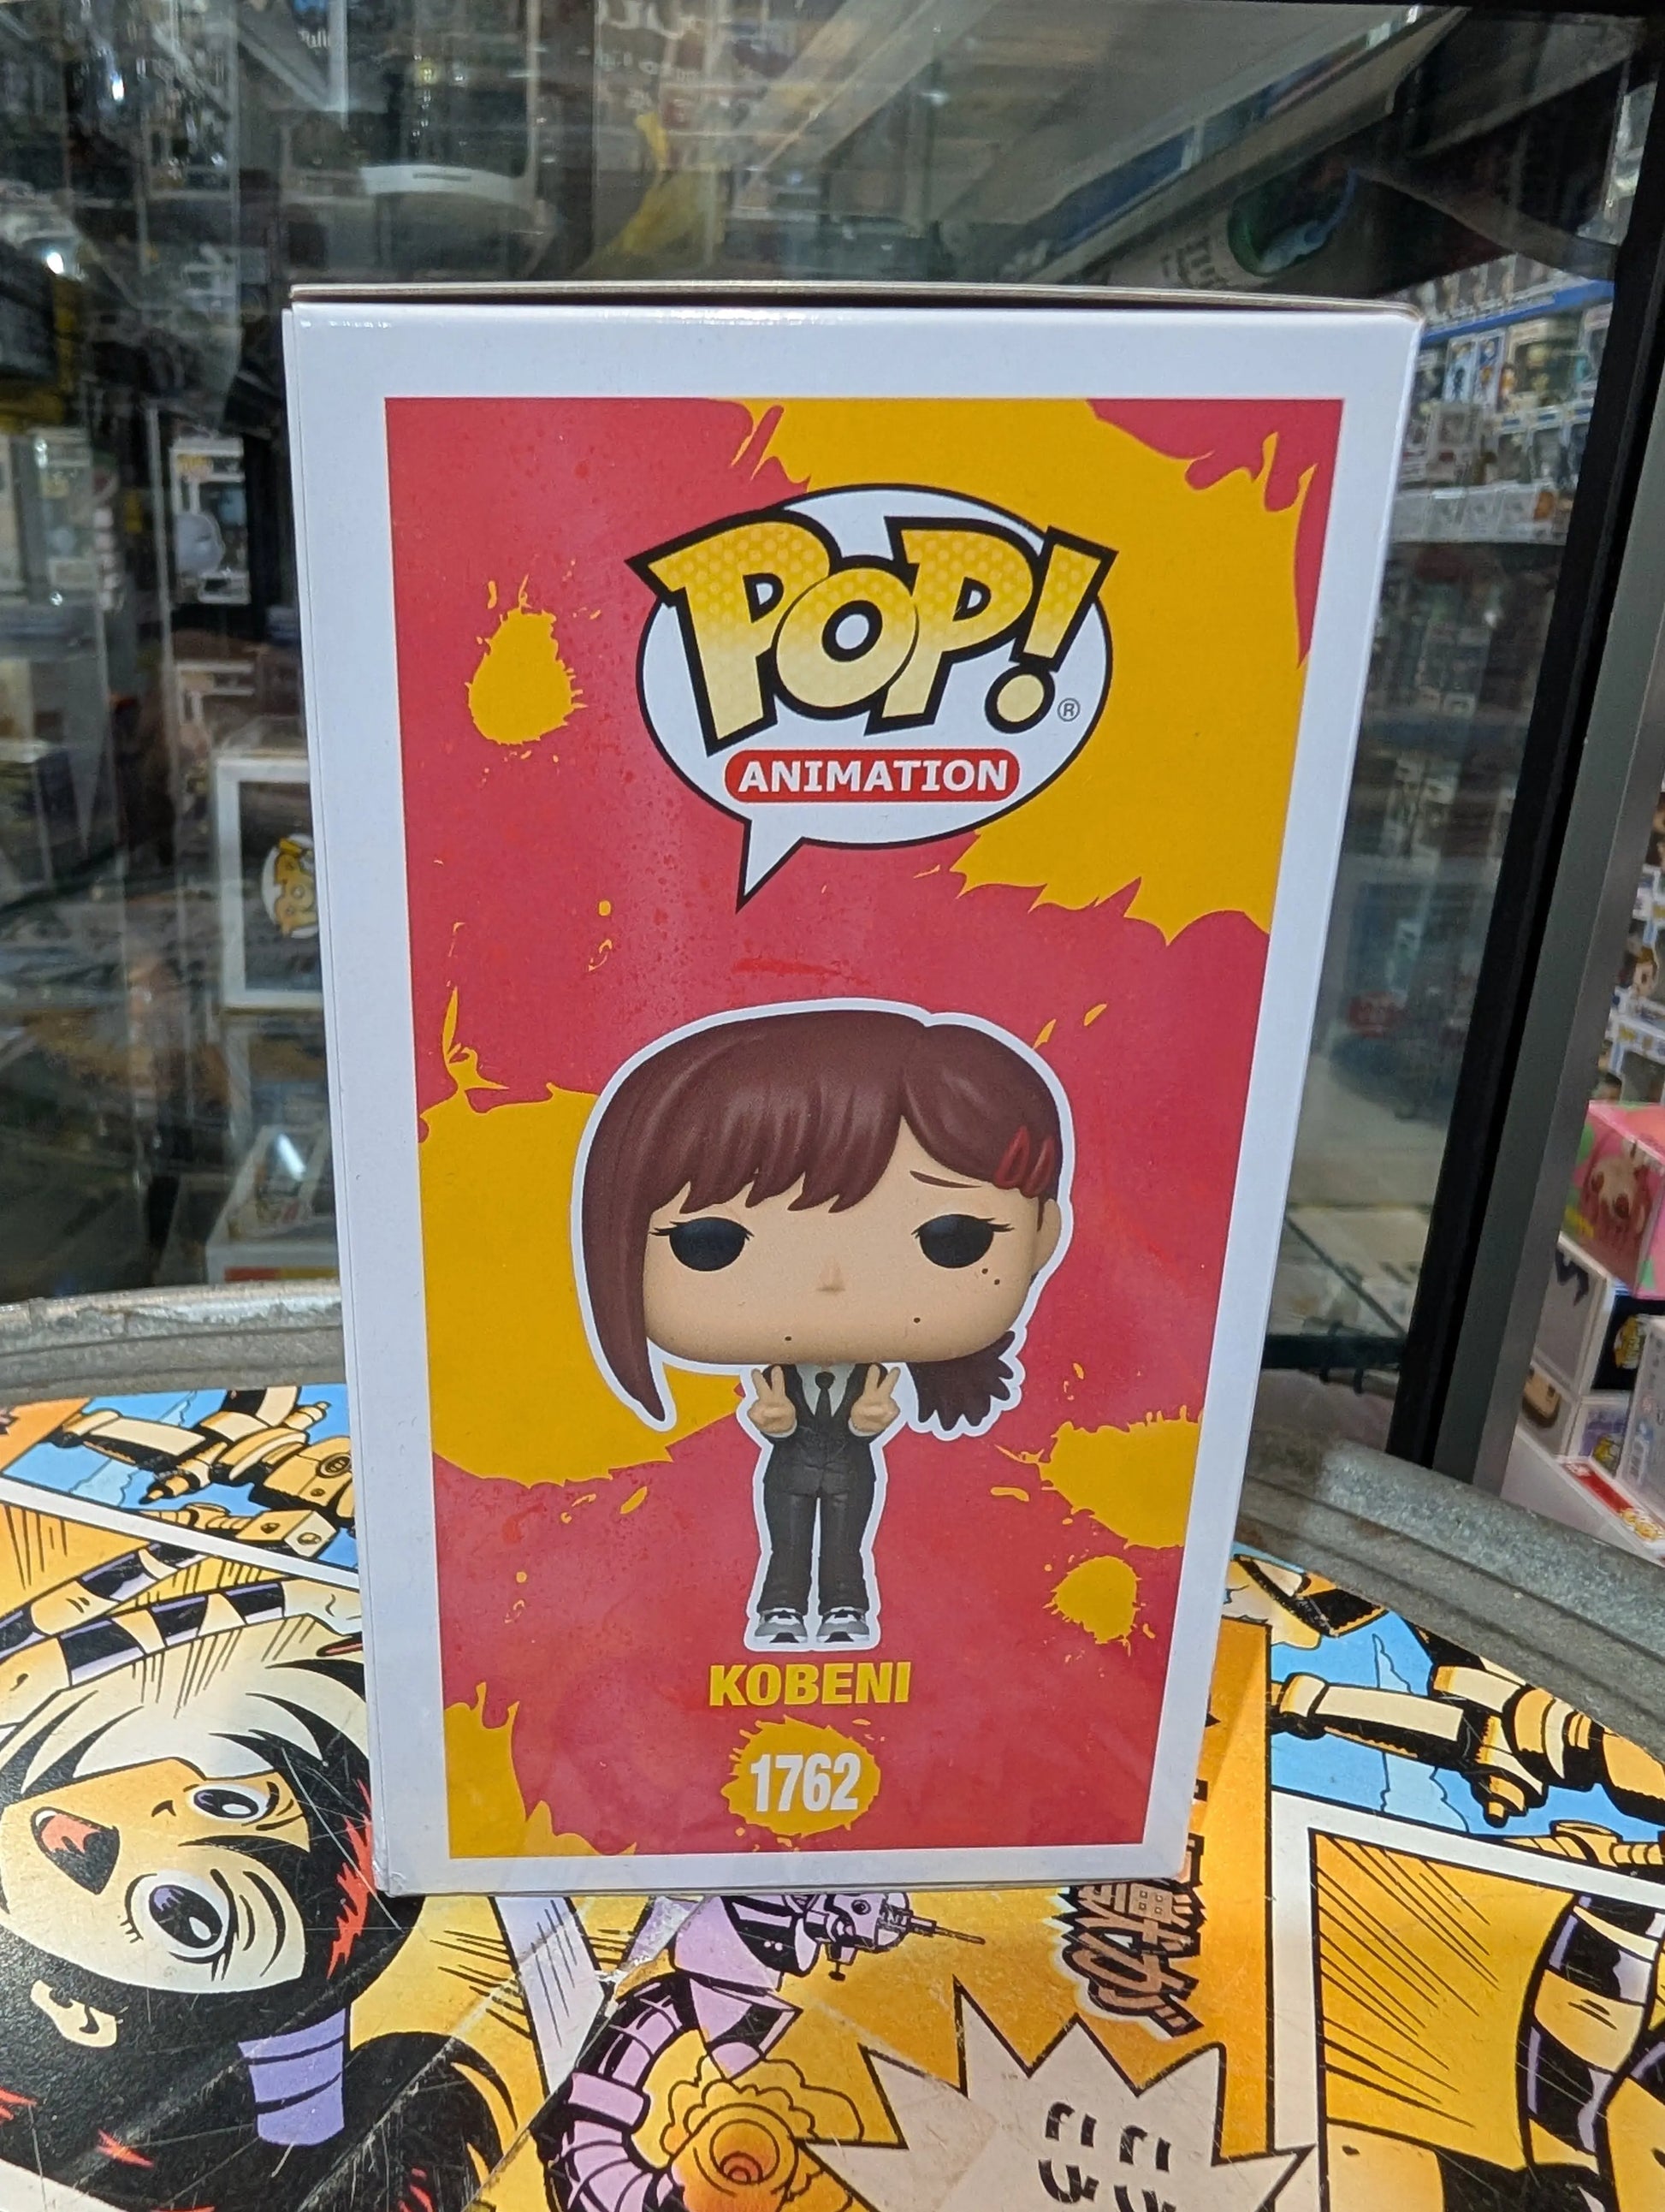 POP!
®
ANIMATION
KOBENI
1762